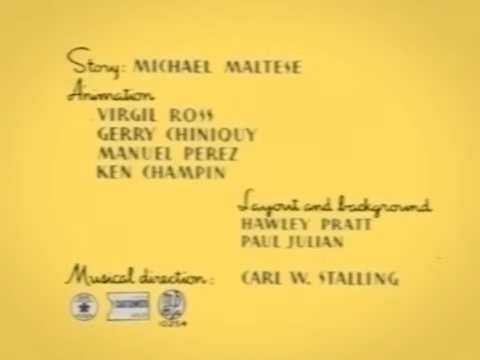 Story: MICHAEL MALTESE
Animation
VIRGIL ROSS
GERRY CHINIQUY
MANUEL PEREZ
KEN CHAMPIN
Layout and background
HAWLEY PRATT
PAUL JULIAN
Musical direction: CARL W. STALLING
10254